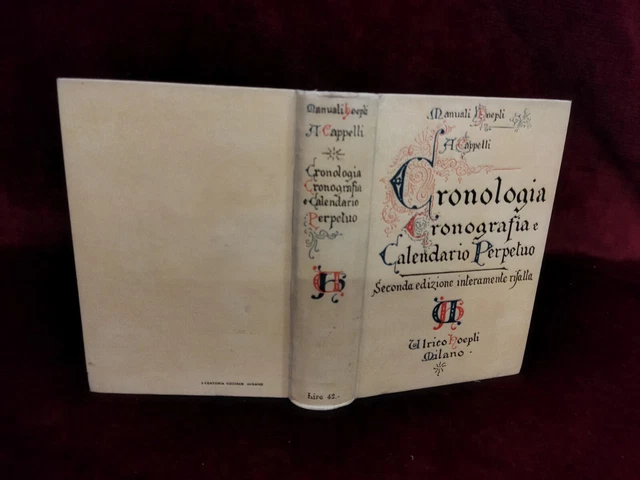 Manuali Hoepli
A Cappelli
Cronologia
Cronografia
e Calendario
Perpetuo
Lire 42.-
Manuali Hoepli
A Cappelli
Cronologia
Cronografia e
Calendario Perpetuo
Seconda edizione interamente rifatta
Ulrico Hoepli
Milano